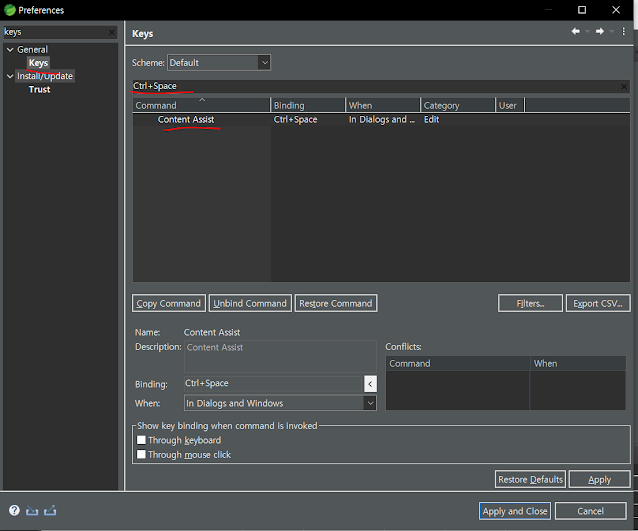 Preferences
keys
General
Keys
Install/Update
Trust
Keys
Scheme: Default
Ctrl+Space
Command Binding When Category User
Content Assist Ctrl+Space In Dialogs and ... Edit
Copy Command Unbind Command Restore Command Filters... Export CSV...
Name: Content Assist
Description: Content Assist
Conflicts:
Command When
Binding: Ctrl+Space
When: In Dialogs and Windows
Show key binding when command is invoked
Through keyboard
Through mouse click
Restore Defaults Apply
Apply and Close Cancel